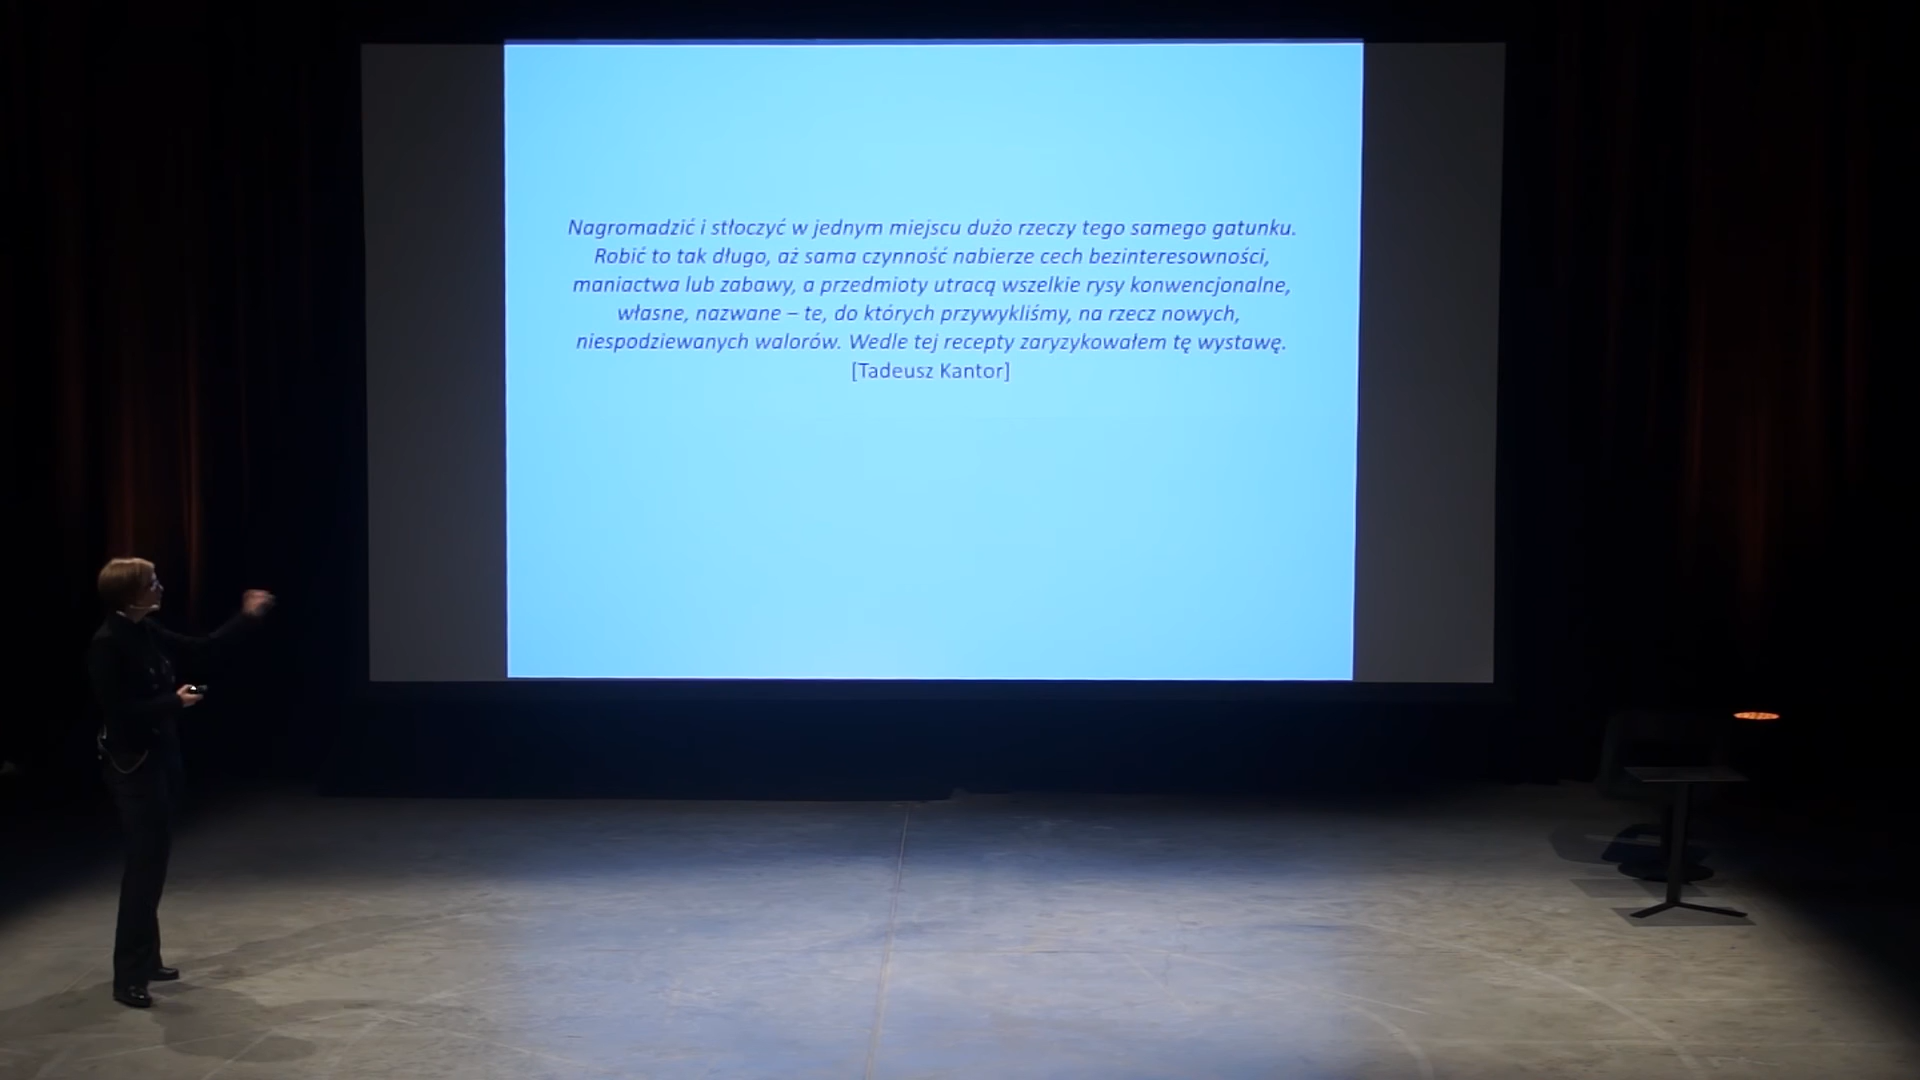 Nagromadzić i stłoczyć w jednym miejscu dużo rzeczy tego samego gatunku.
Robić to tak długo, aż sama czynność nabierze cech bezinteresowności,
maniactwa lub zabawy, a przedmioty utracą wszelkie rysy konwencjonalne,
własne, nazwane – te, do których przywykliśmy, na rzecz nowych,
niespodziewanych walorów. Wedle tej recepty zaryzykowałem tę wystawę.
[Tadeusz Kantor]